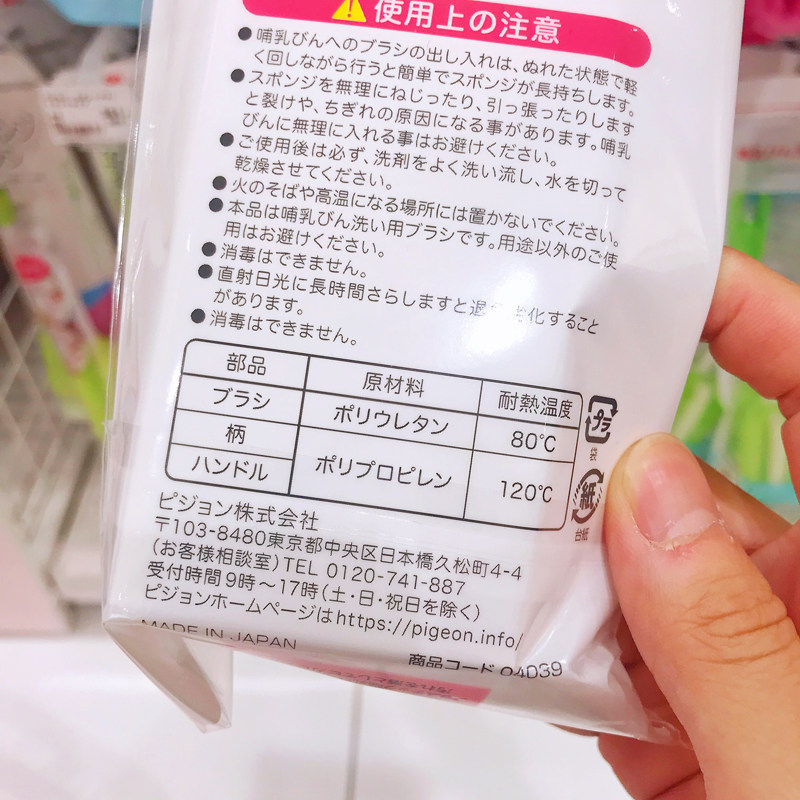 使用上の注意
●哺乳びんへのブラシの出し入れは、ぬれた状態で軽
く回しながら行うと簡単でスポンジが長持ちします。
●スポンジを無理にねじったり、引っ張ったりします
と裂けや、ちぎれの原因になる事があります。哺乳
びんに無理に入れる事はお避けください。
●ご使用後は必ず、洗剤をよく洗い流し、水を切って
乾燥させてください。
●火のそばや高温になる場所には置かないでください。
●本品は哺乳びん洗い用ブラシです。用途以外のご使
用はお避けください。
●消毒はできません。
●直射日光に長時間さらしますと退 化すること
があります。
●消毒はできません。
部品 原材料 耐熱温度
ブラシ ポリウレタン 80℃
柄 ポリプロピレン 120℃
ハンドル
プラ
袋
紙
台紙
ピジョン株式会社
〒103-8480東京都中央区日本橋久松町4-4
(お客様相談室)TEL 0120-741-887
受付時間9時～17時(土・日・祝日を除く)
ピジョンホームページはhttps://pigeon.info/
MADE IN JAPAN
商品コード 04D39